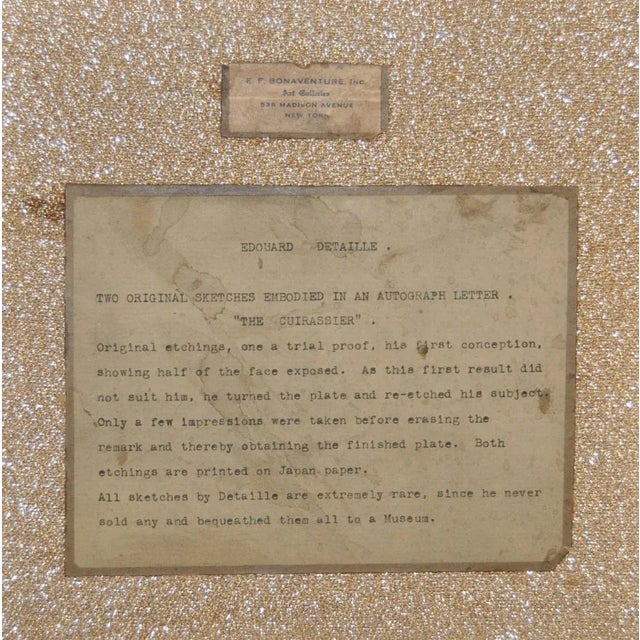 E. F. BONAVENTURE, Inc.
Art Galleries
536 MADISON AVENUE
NEW YORK
EDOUARD DETAILLE .
TWO ORIGINAL SKETCHES EMBODIED IN AN AUTOGRAPH LETTER .
"THE CUIRASSIER" .
Original etchings, one a trial proof, his first conception,
showing half of the face exposed. As this first result did
not suit him, he turned the plate and re-etched his subject.
Only a few impressions were taken before erasing the
remark and thereby obtaining the finished plate. Both
etchings are printed on Japan paper.
All sketches by Detaille are extremely rare, since he never
sold any and bequeathed them all to a Museum.